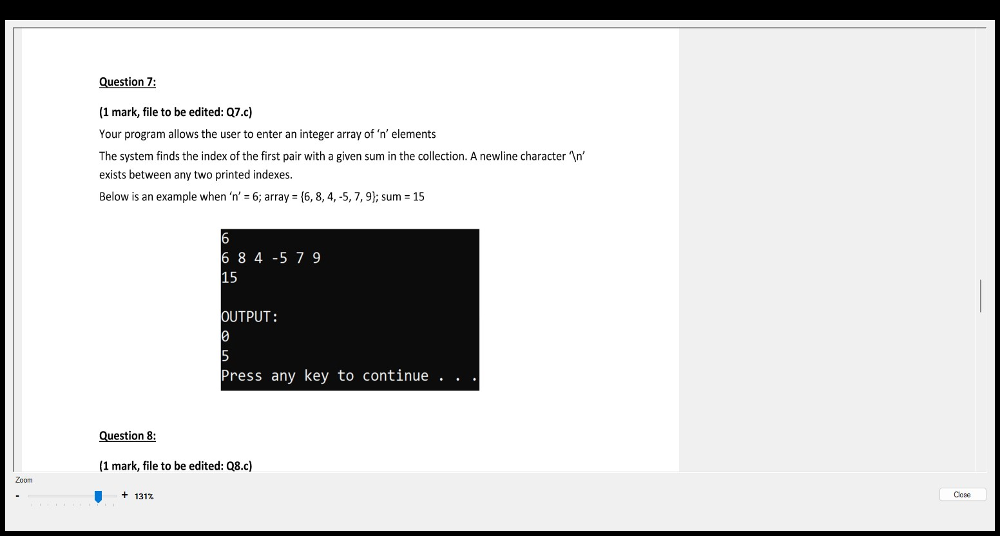 Question 7:
(1 mark, file to be edited: Q7.c)
Your program allows the user to enter an integer array of ‘n’ elements
The system finds the index of the first pair with a given sum in the collection. A newline character ‘\n’
exists between any two printed indexes.
Below is an example when ‘n’ = 6; array = {6, 8, 4, -5, 7, 9}; sum = 15
6
6 8 4 -5 7 9
15
OUTPUT:
0
5
Press any key to continue . . .
Question 8:
(1 mark, file to be edited: Q8.c)
Zoom
- + 131%
Close